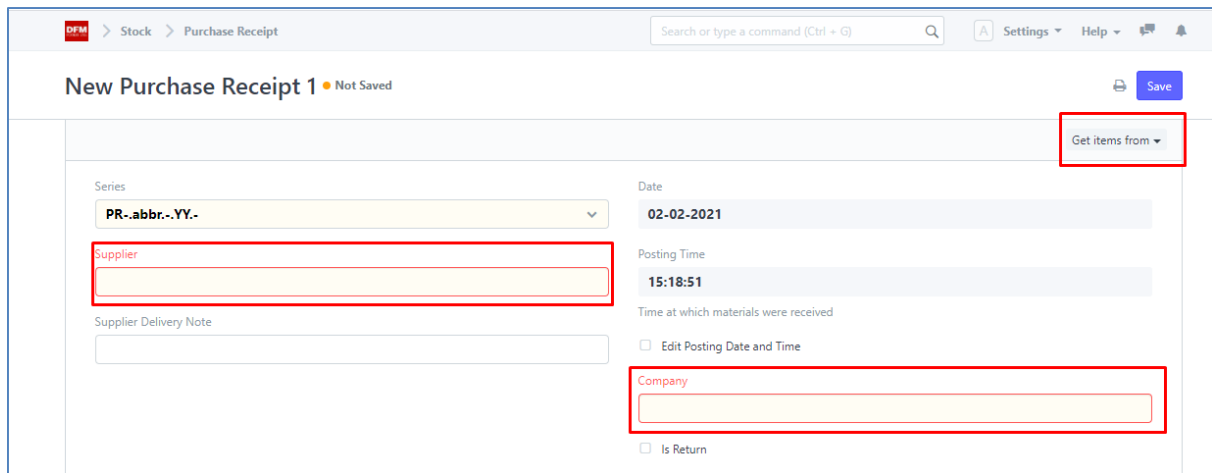 DFM Stock Purchase Receipt Search or type a command (Ctrl + G) A Settings Help
New Purchase Receipt 1 Not Saved Save
Get items from
Series
PR-.abbr.-.YY.-
Supplier
Supplier Delivery Note
Date
02-02-2021
Posting Time
15:18:51
Time at which materials were received
Edit Posting Date and Time
Company
Is Return